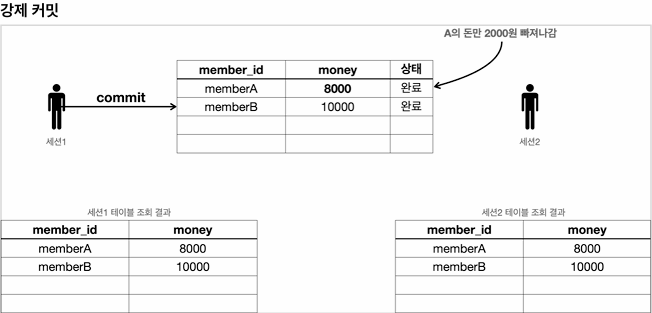 강제 커밋
A의 돈만 2000원 빠져나감
member_id money 상태
memberA 8000 완료
memberB 10000 완료
commit
세션1
세션2
세션1 테이블 조회 결과
member_id money
memberA 8000
memberB 10000
세션2 테이블 조회 결과
member_id money
memberA 8000
memberB 10000